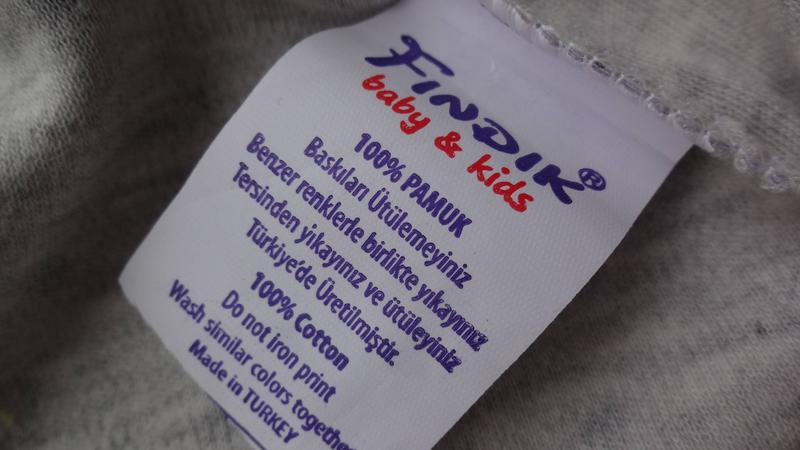 FINDIK®
baby & kids
100% PAMUK
Baskıları Ütülemeyiniz
Benzer renklerle birlikte yıkayınız
Tersinden yıkayınız ve ütüleyiniz
Türkiye'de Üretilmiştir.
100% Cotton
Do not iron print
Wash similar colors together
Made in TURKEY